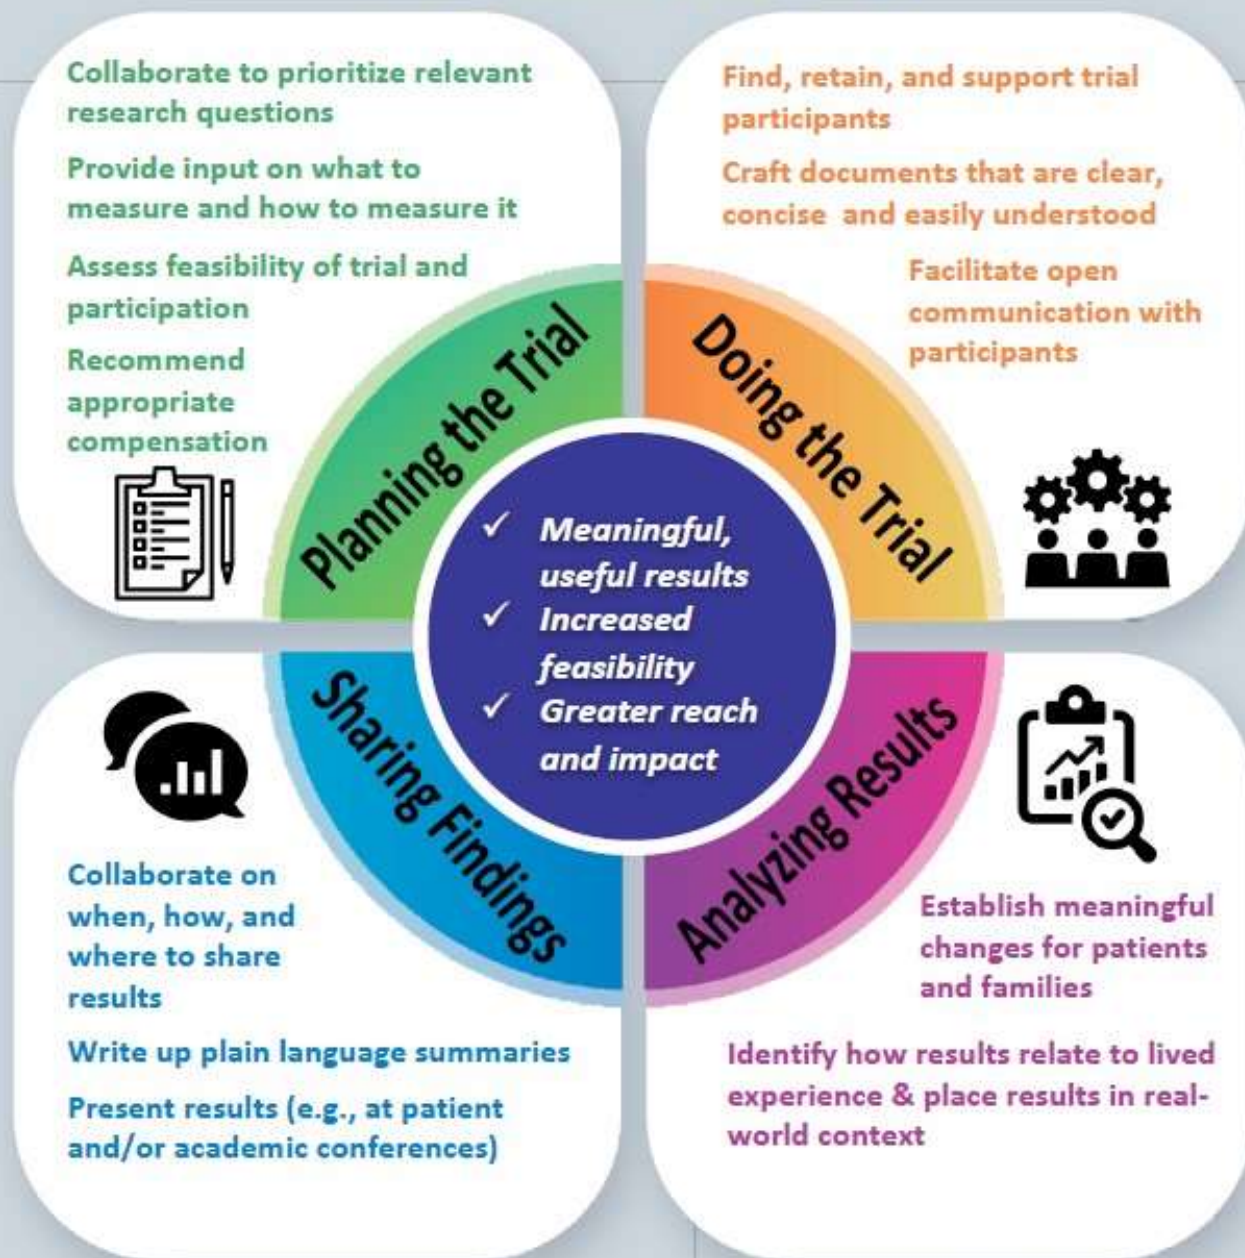 Collaborate to prioritize relevant
research questions
Provide input on what to
measure and how to measure it
Assess feasibility of trial and
participation
Recommend
appropriate
compensation
Planning the Trial
Find, retain, and support trial
participants
Craft documents that are clear,
concise and easily understood
Facilitate open
communication with
participants
Doing the Trial
✓ Meaningful,
useful results
✓ Increased
feasibility
✓ Greater reach
and impact
Sharing Findings
Collaborate on
when, how, and
where to share
results
Write up plain language summaries
Present results (e.g., at patient
and/or academic conferences)
Analyzing Results
Establish meaningful
changes for patients
and families
Identify how results relate to lived
experience & place results in real-
world context